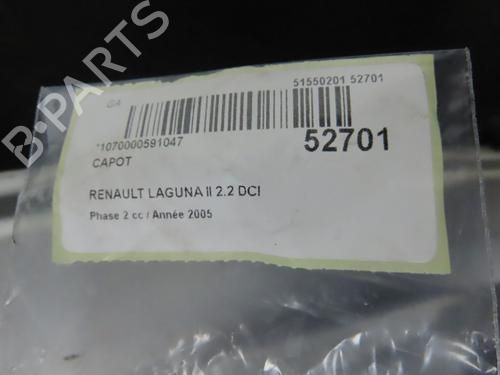 B-PARTS
GA
51550201 52701
*1070000591047
52701
CAPOT
RENAULT LAGUNA II 2.2 DCI
Phase 2 cc / Année 2005